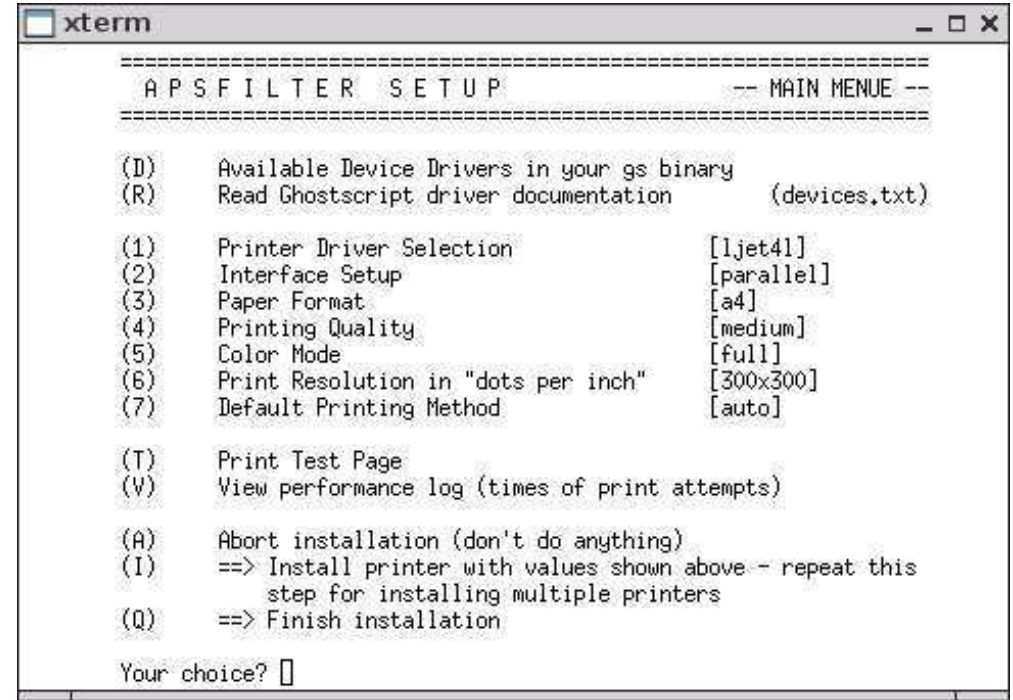 xterm
================================================================
A P S F I L T E R   S E T U P                    -- MAIN MENUE --
================================================================
(D)     Available Device Drivers in your gs binary
(R)     Read Ghostscript driver documentation        (devices.txt)
(1)     Printer Driver Selection                [ljet4l]
(2)     Interface Setup                         [parallel]
(3)     Paper Format                            [a4]
(4)     Printing Quality                        [medium]
(5)     Color Mode                              [full]
(6)     Print Resolution in "dots per inch"     [300x300]
(7)     Default Printing Method                 [auto]
(T)     Print Test Page
(V)     View performance log (times of print attempts)
(A)     Abort installation (don't do anything)
(I)     ==> Install printer with values shown above - repeat this
            step for installing multiple printers
(Q)     ==> Finish installation
Your choice?